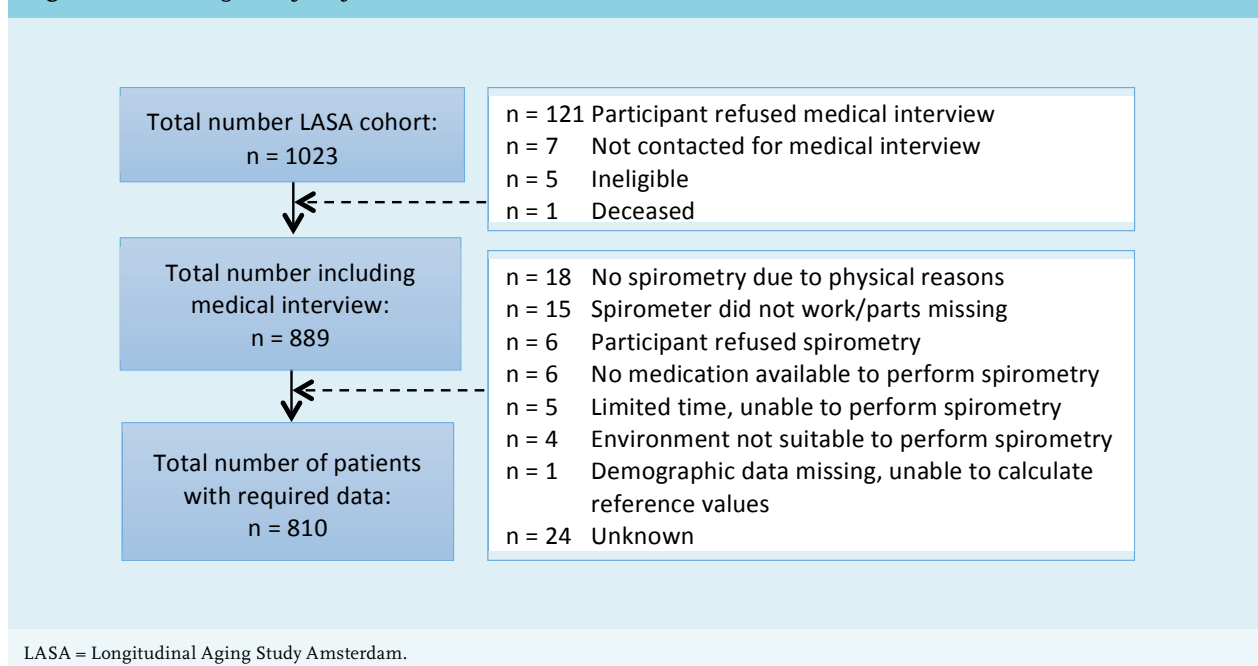 Total number LASA cohort:
n = 1023
n = 121 Participant refused medical interview
n = 7 Not contacted for medical interview
n = 5 Ineligible
n = 1 Deceased
Total number including
medical interview:
n = 889
n = 18 No spirometry due to physical reasons
n = 15 Spirometer did not work/parts missing
n = 6 Participant refused spirometry
n = 6 No medication available to perform spirometry
n = 5 Limited time, unable to perform spirometry
n = 4 Environment not suitable to perform spirometry
n = 1 Demographic data missing, unable to calculate
reference values
n = 24 Unknown
Total number of patients
with required data:
n = 810
LASA = Longitudinal Aging Study Amsterdam.